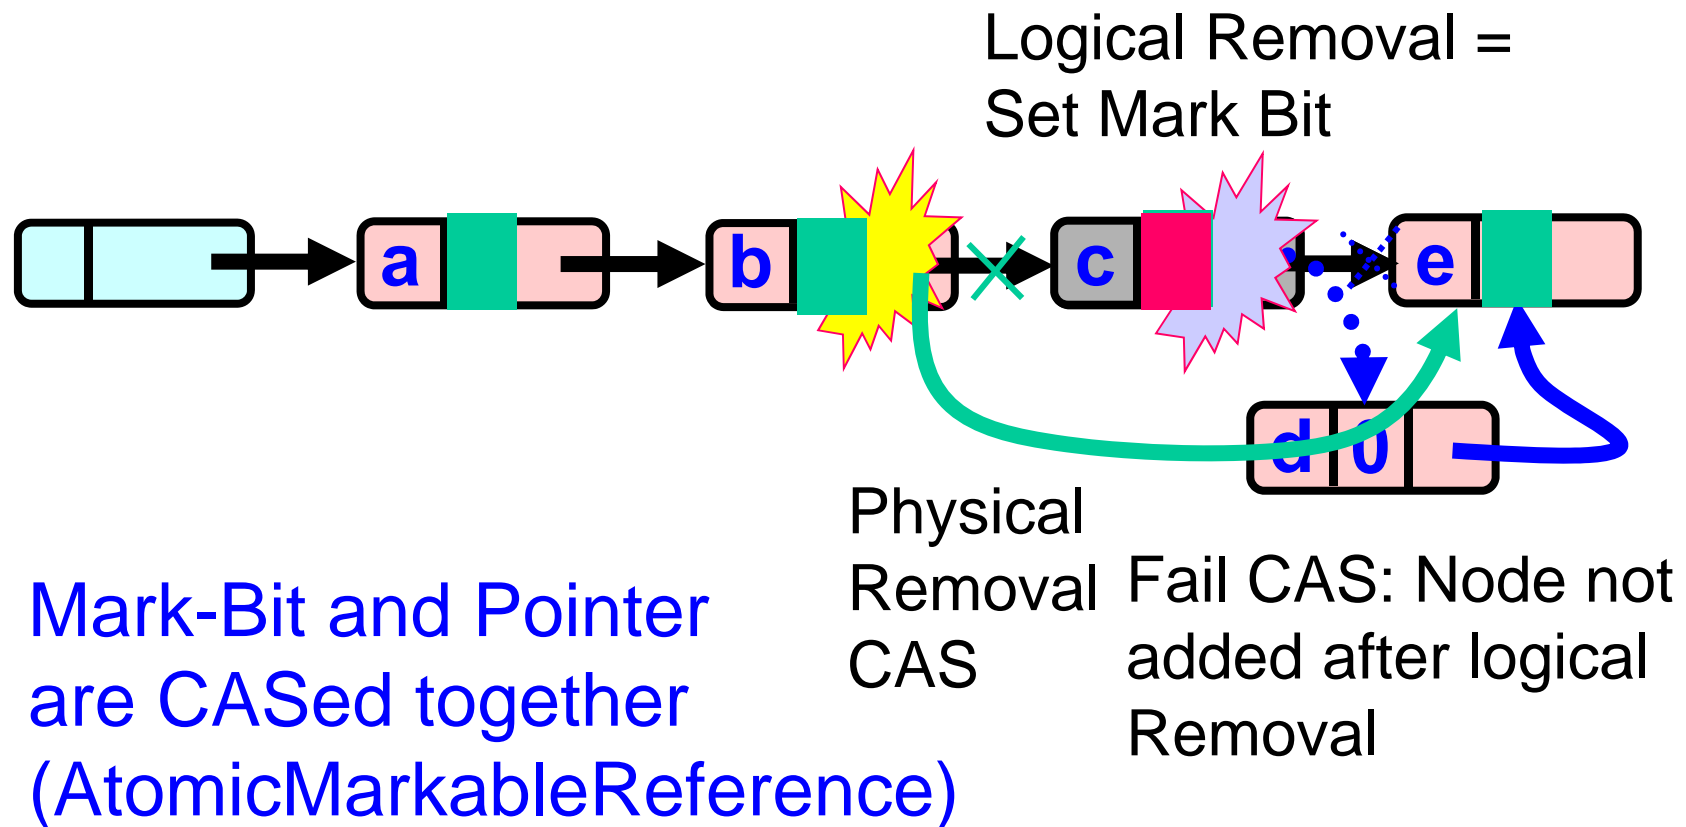 Logical Removal =
Set Mark Bit
a
b
c
e
d 0
Physical
Removal
CAS
Fail CAS: Node not
added after logical
Removal
Mark-Bit and Pointer
are CASed together
(AtomicMarkableReference)